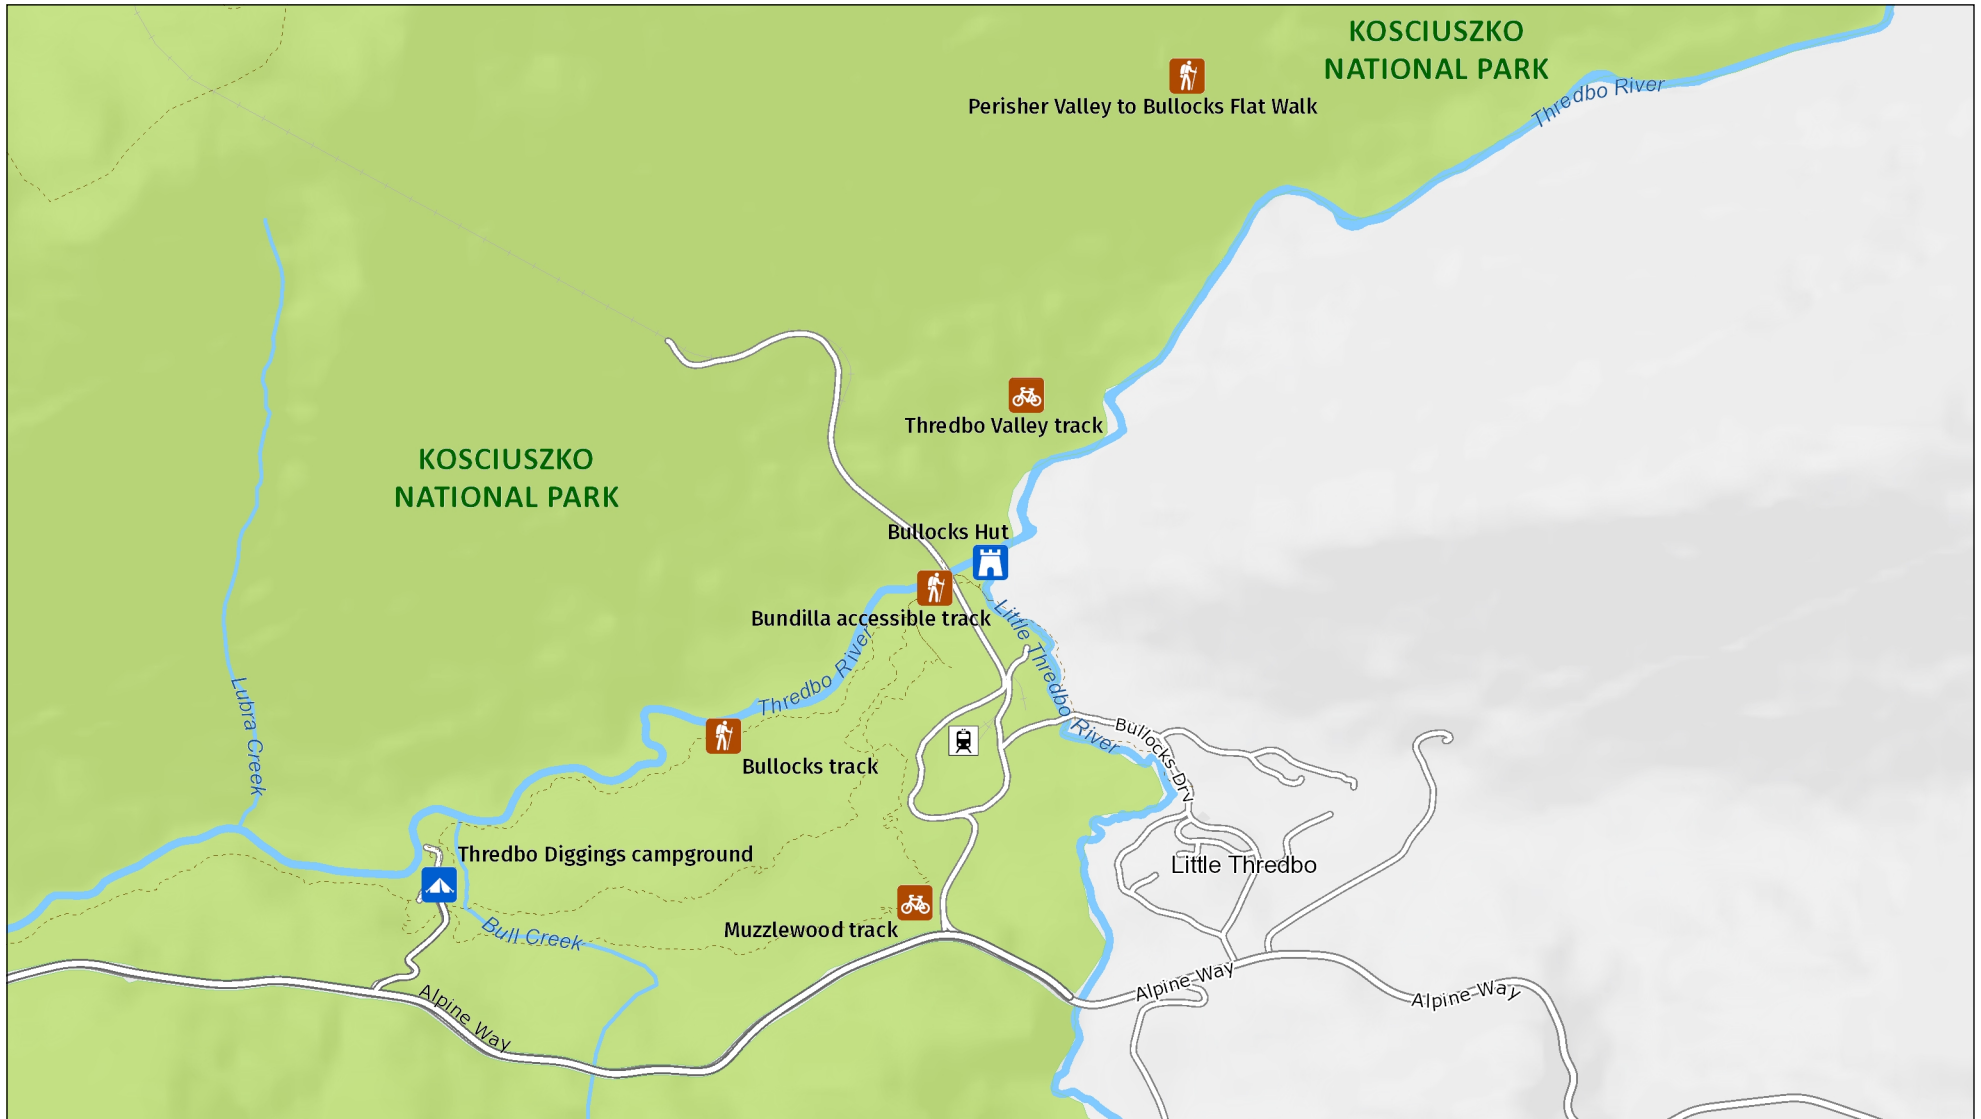 KOSCIUSZKO
NATIONAL PARK
Perisher Valley to Bullocks Flat Walk
Thredbo River
Thredbo Valley track
KOSCIUSZKO
NATIONAL PARK
Bullocks Hut
Bundilla accessible track
Little Thredbo River
Thredbo River
Lubra Creek
Bullocks track
Bullocks Drv
Thredbo Diggings campground
Little Thredbo
Muzzlewood track
Bull Creek
Alpine Way
Alpine Way
Alpine Way